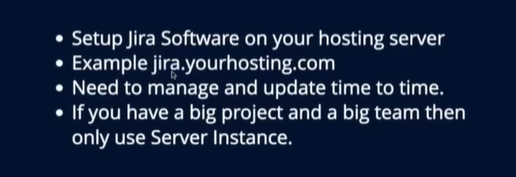 • Setup Jira Software on your hosting server
• Example jira.yourhosting.com
• Need to manage and update time to time.
• If you have a big project and a big team then
only use Server Instance.